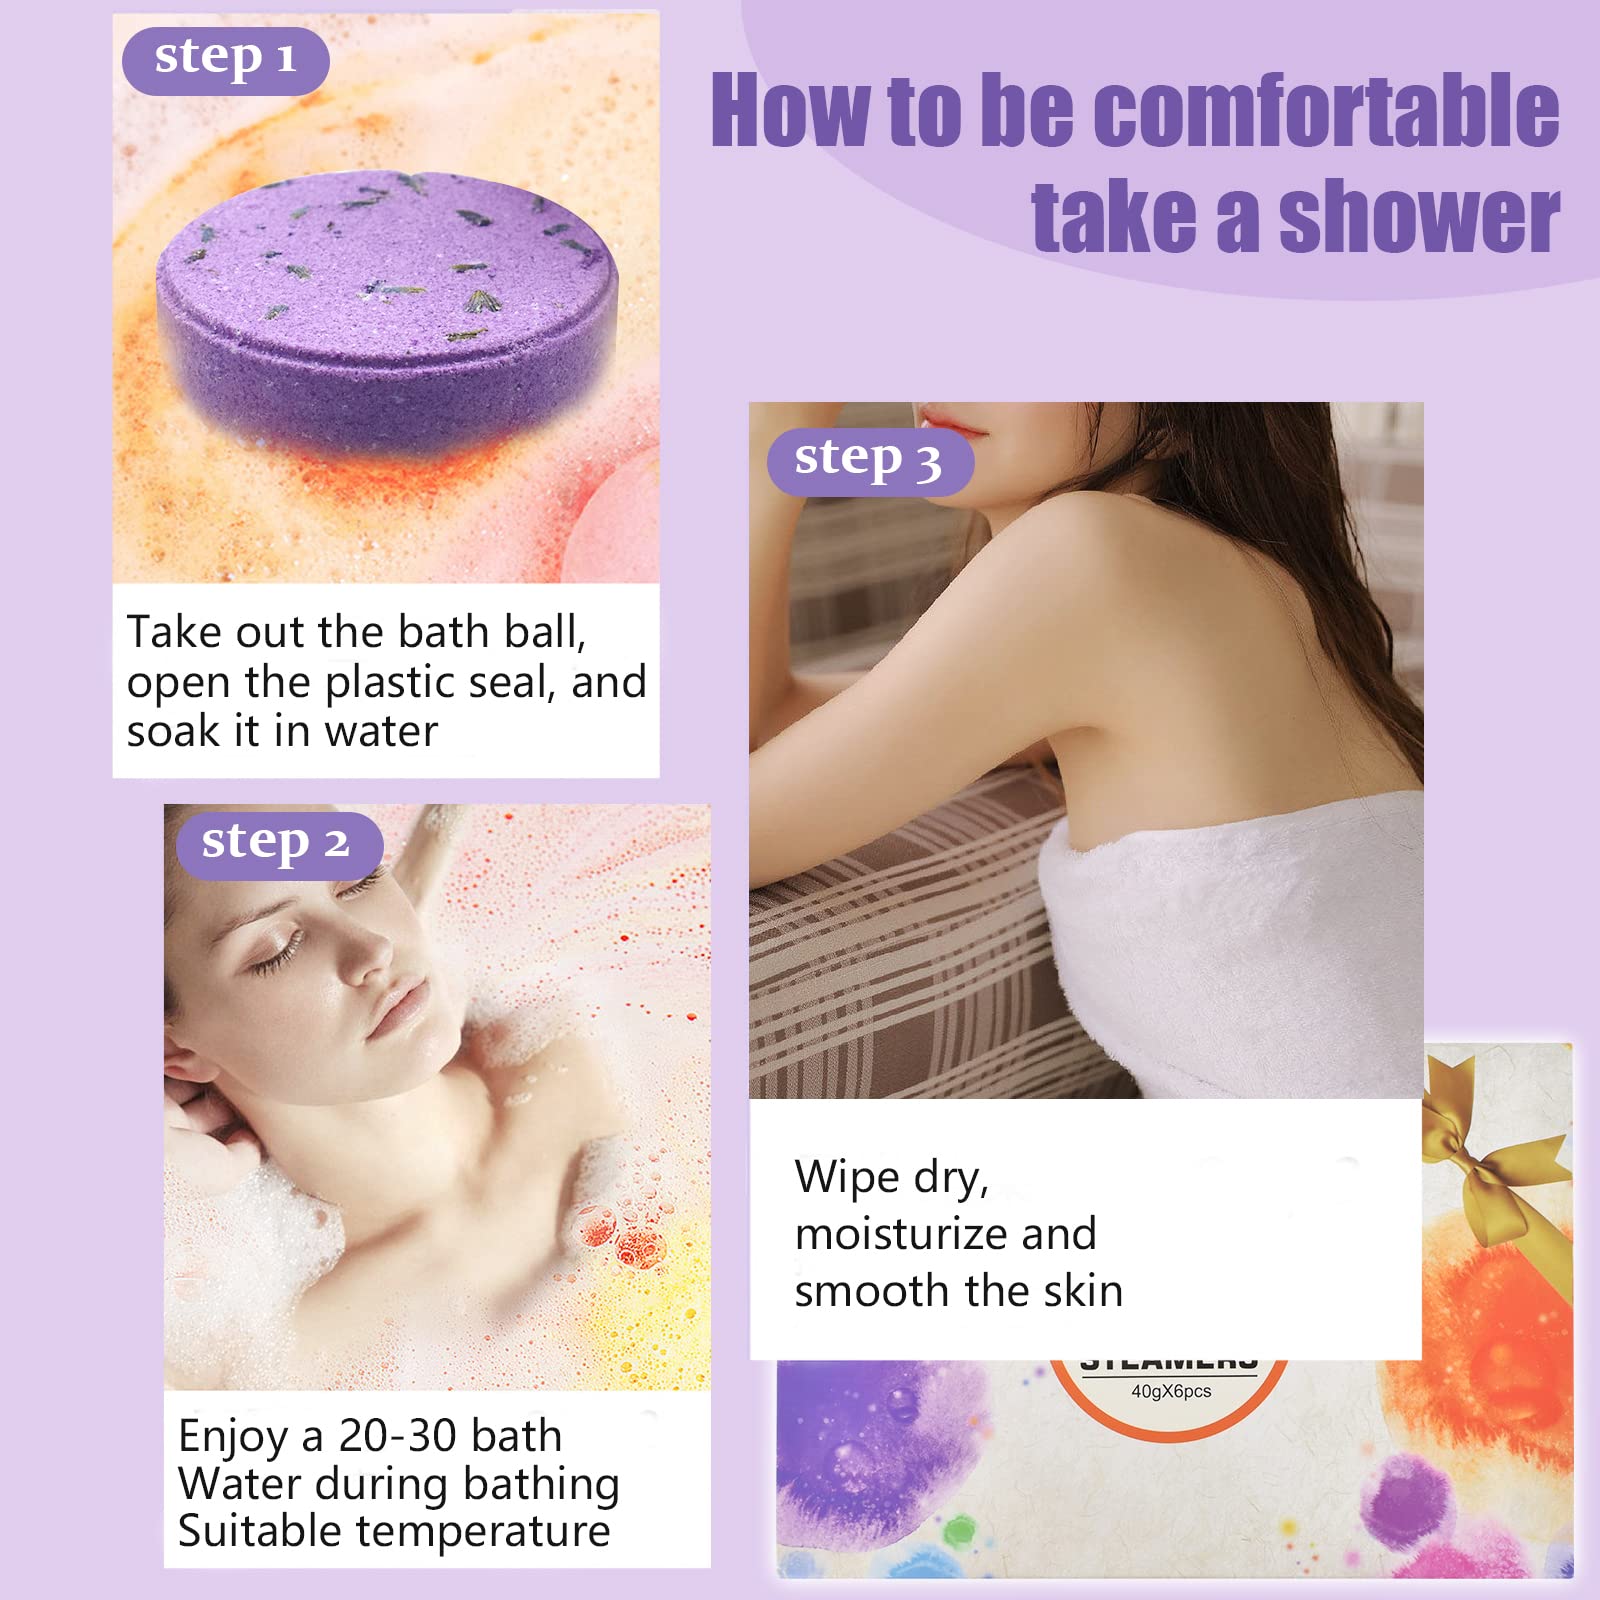 How to be comfortable
take a shower
step 1
Take out the bath ball,
open the plastic seal, and
soak it in water
step 2
Enjoy a 20-30 bath
Water during bathing
Suitable temperature
step 3
Wipe dry,
moisturize and
smooth the skin
STEAMERS
40gX6pcs